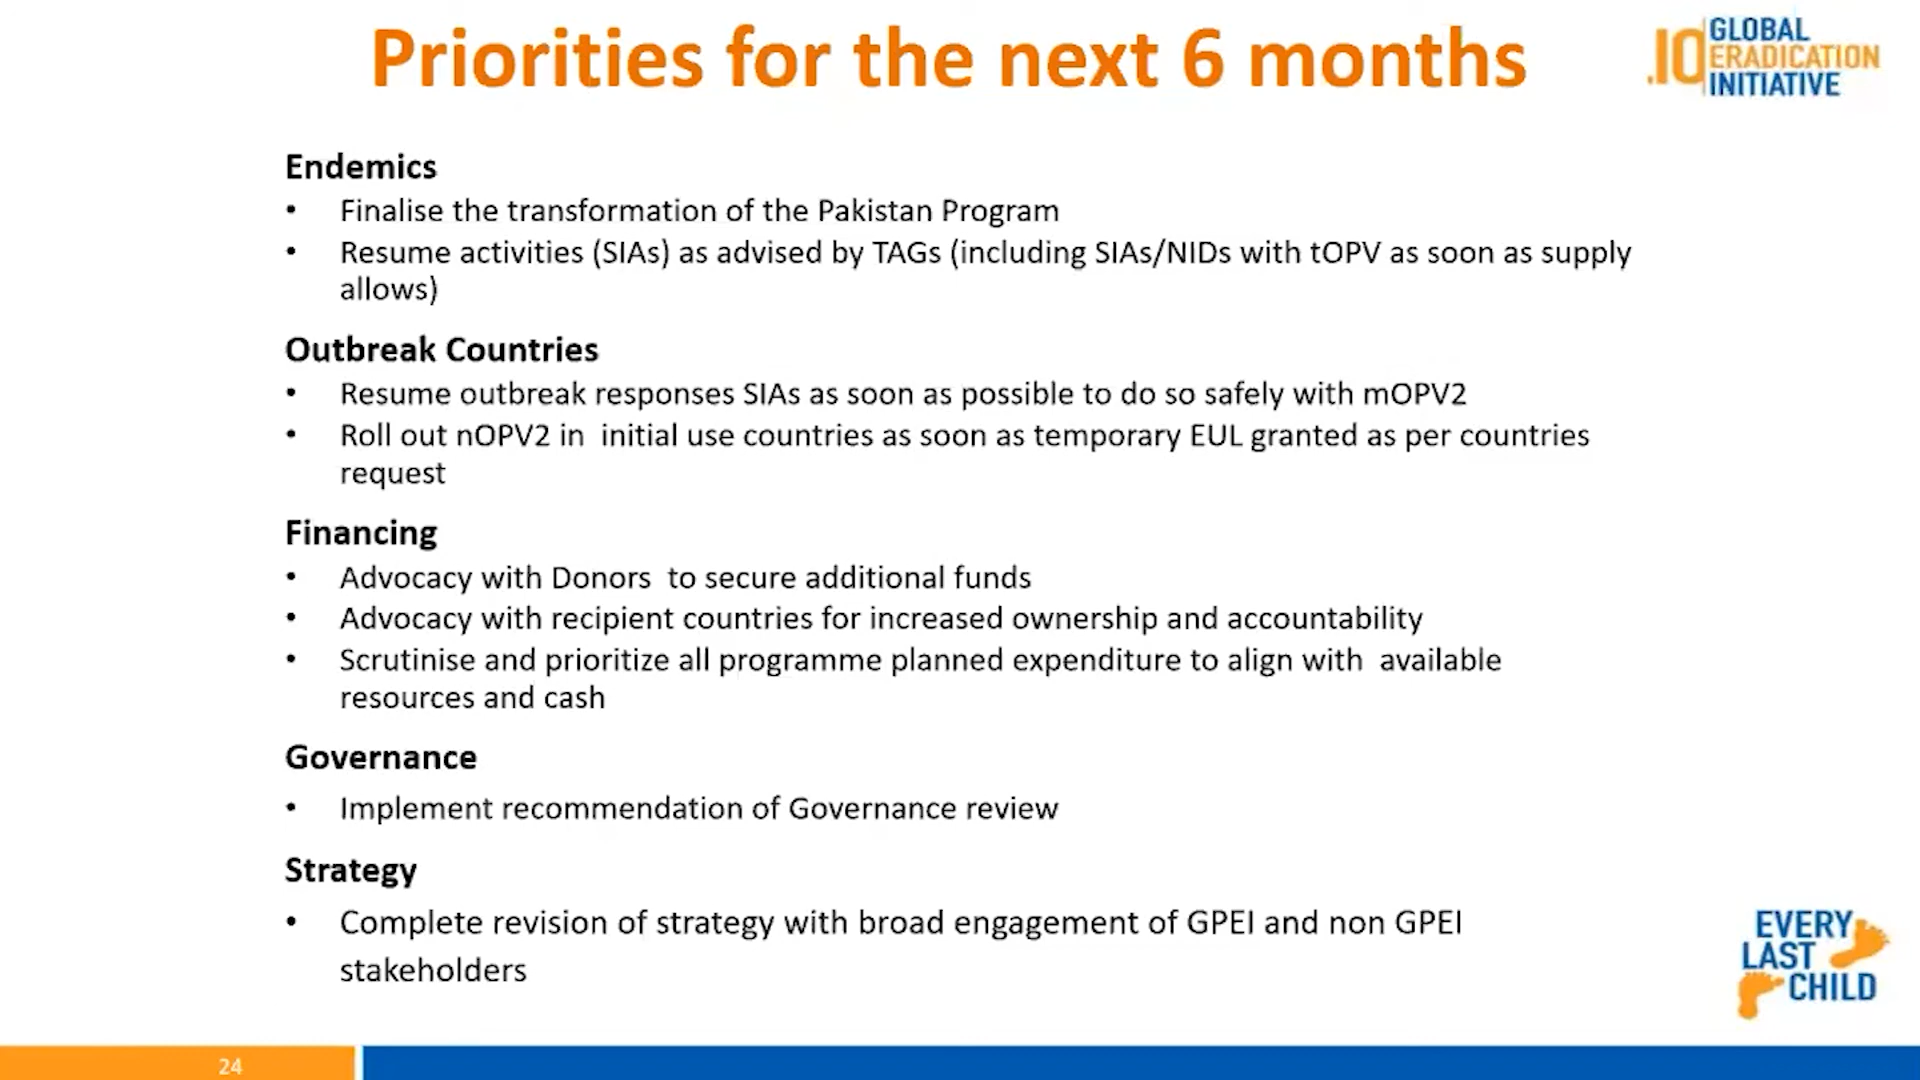 Priorities for the next 6 months
.IO GLOBAL
ERADICATION
INITIATIVE
Endemics
• Finalise the transformation of the Pakistan Program
• Resume activities (SIAs) as advised by TAGs (including SIAs/NIDs with tOPV as soon as supply
allows)
Outbreak Countries
• Resume outbreak responses SIAs as soon as possible to do so safely with mOPV2
• Roll out nOPV2 in initial use countries as soon as temporary EUL granted as per countries
request
Financing
• Advocacy with Donors to secure additional funds
• Advocacy with recipient countries for increased ownership and accountability
• Scrutinise and prioritize all programme planned expenditure to align with available
resources and cash
Governance
• Implement recommendation of Governance review
Strategy
• Complete revision of strategy with broad engagement of GPEI and non GPEI
stakeholders
EVERY
LAST
CHILD
24